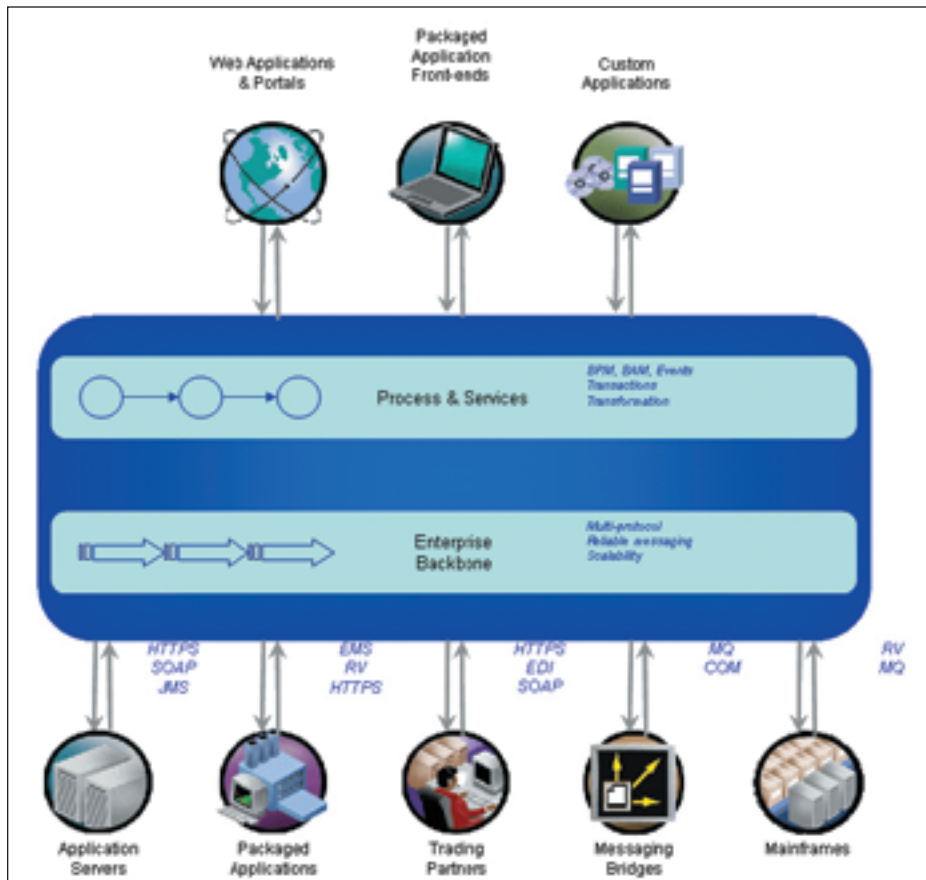 Web Applications
& Portals
Packaged
Application
Front-ends
Custom
Applications
Process & Services
BPM, BAM, Events
Transactions
Transformation
Enterprise
Backbone
Multi-protocol
Reliable messaging
Scalability
HTTPS
SOAP
JMS
EMS
RV
HTTPS
HTTPS
EDI
SOAP
MQ
COM
RV
MQ
Application
Servers
Packaged
Applications
Trading
Partners
Messaging
Bridges
Mainframes